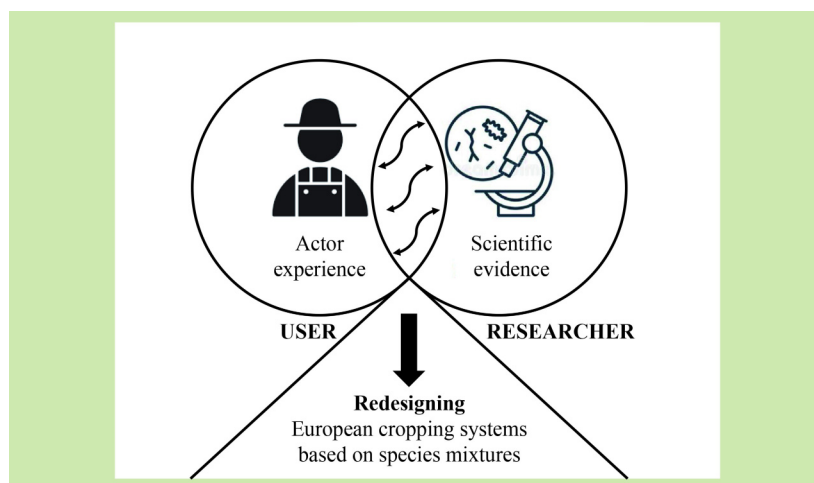 Actor
experience
Scientific
evidence
USER
RESEARCHER
Redesigning
European cropping systems
based on species mixtures